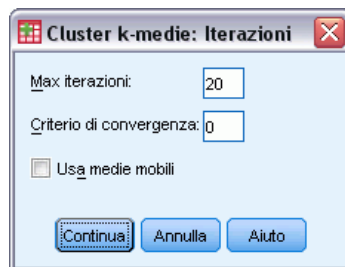 Cluster k-medie: Iterazioni
Max iterazioni: 20
Criterio di convergenza: 0
Usa medie mobili
Continua Annulla Aiuto